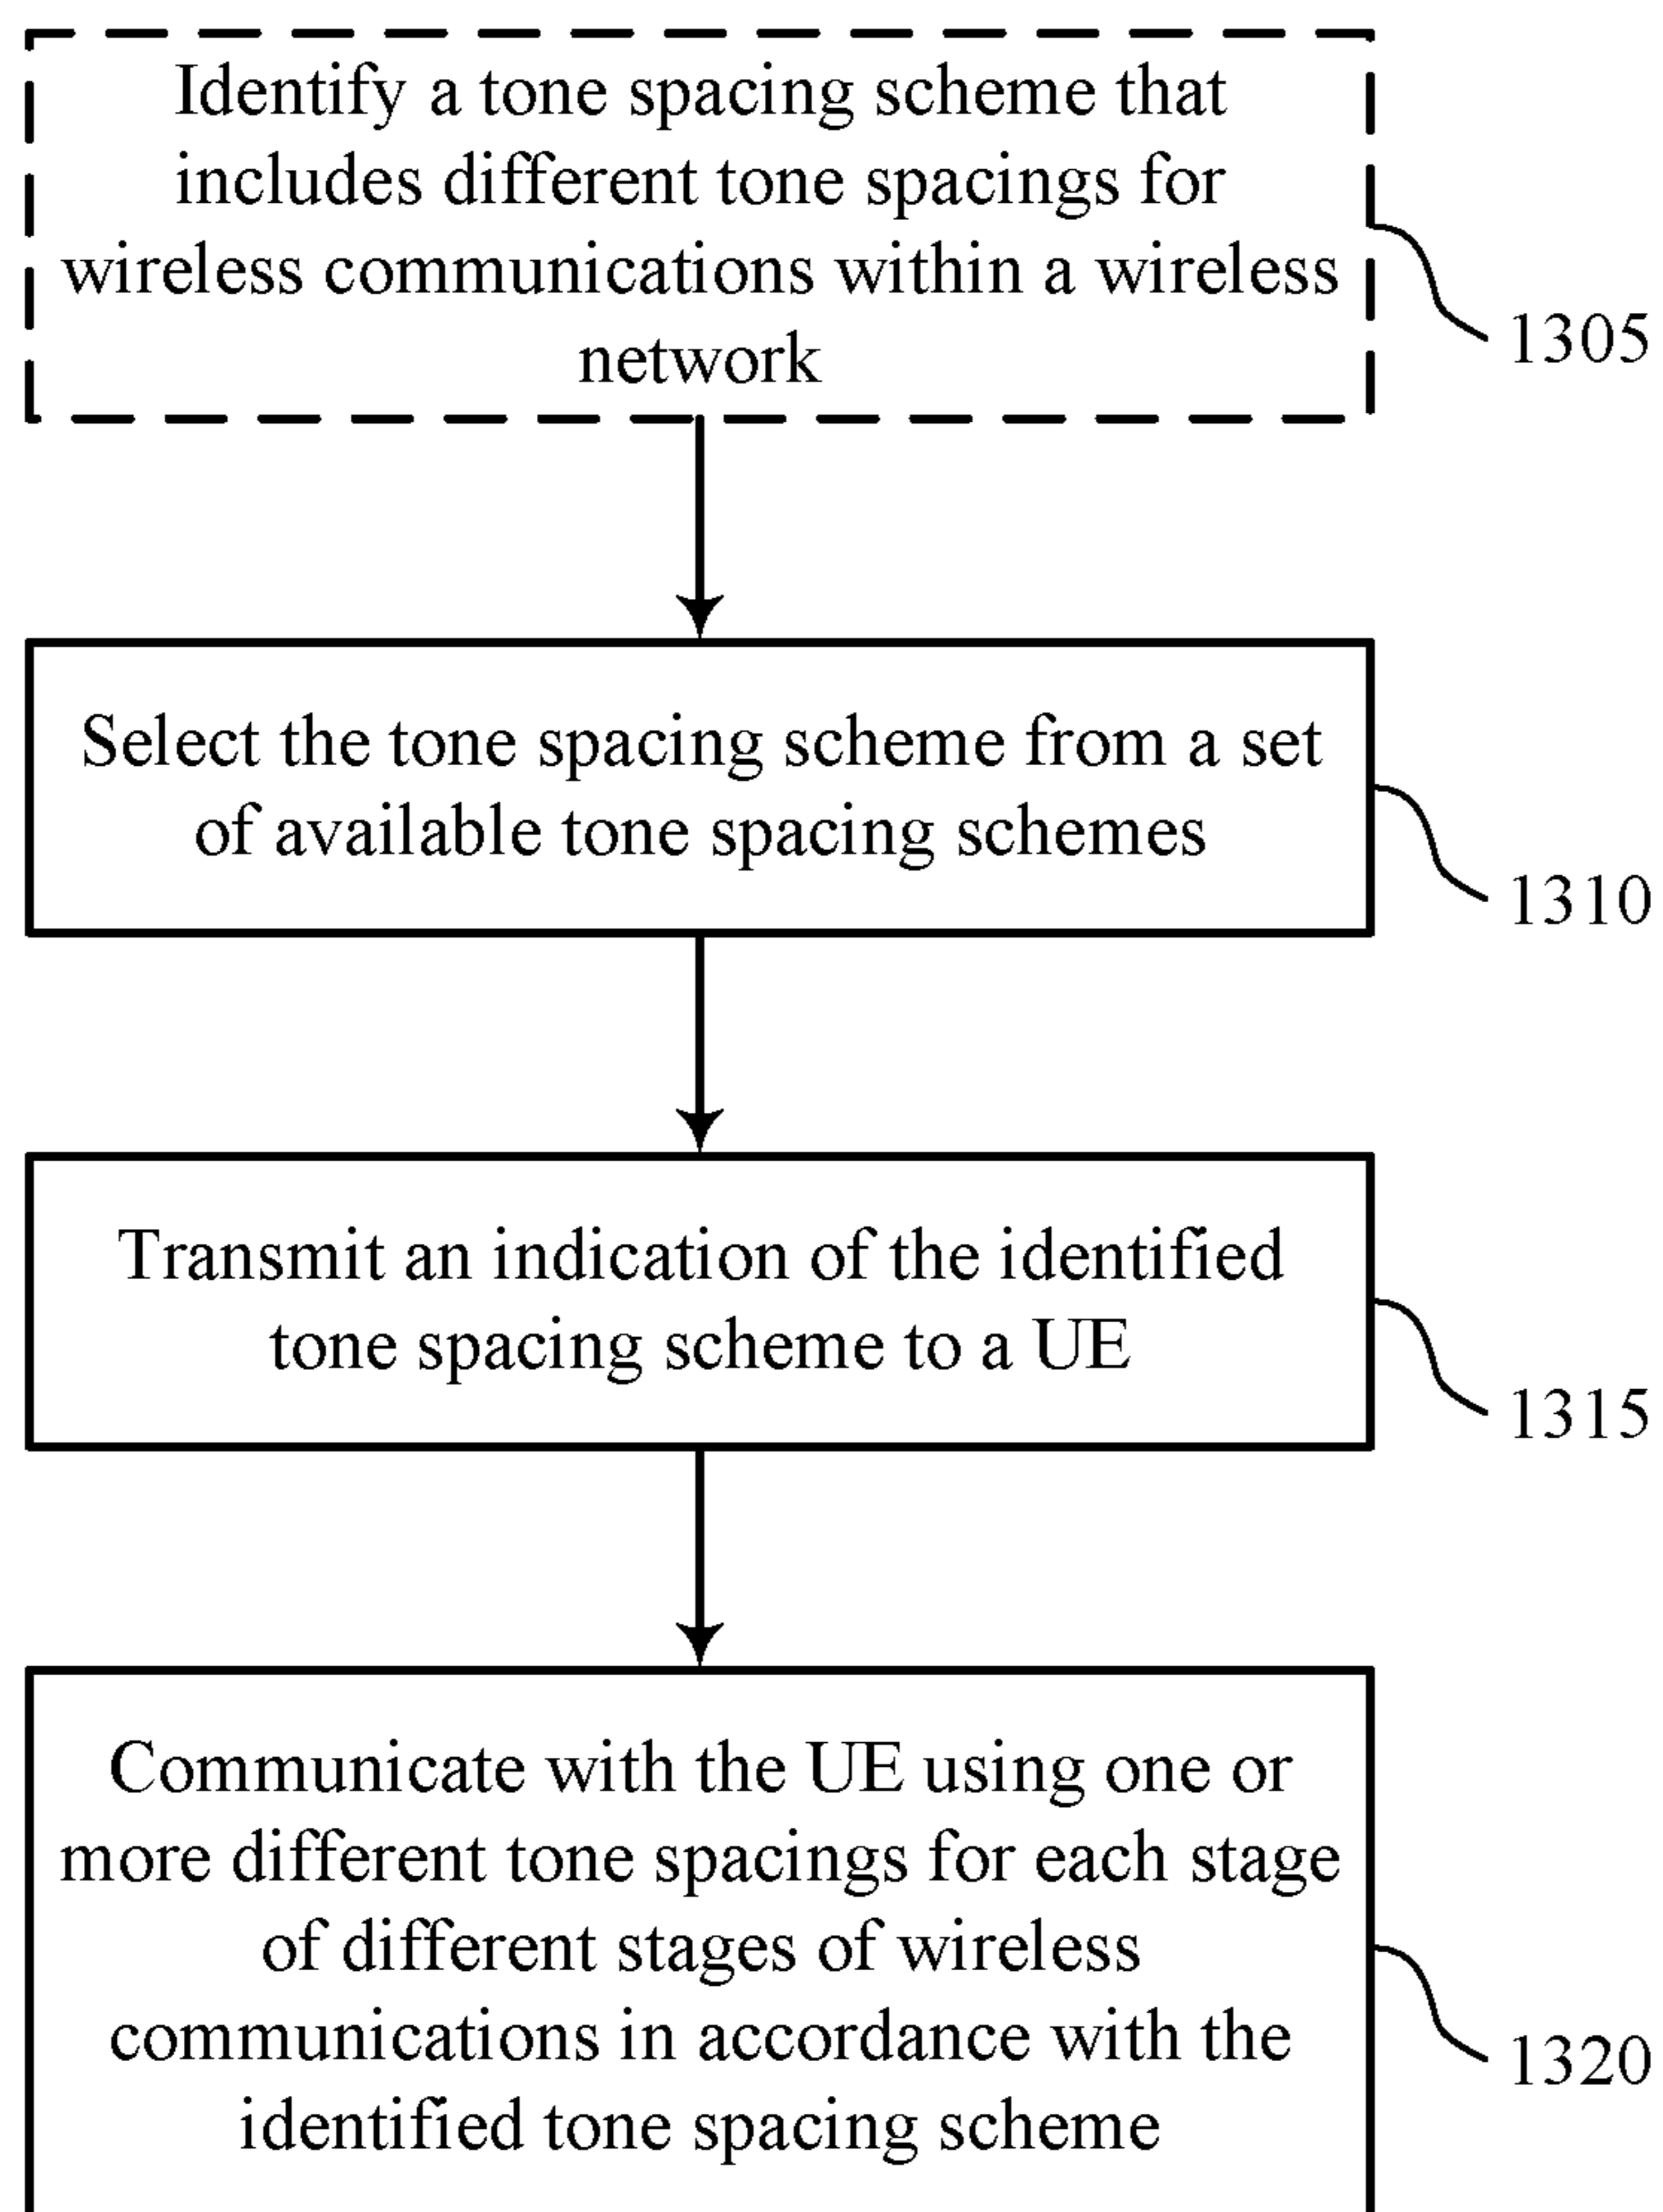 Identify a tone spacing scheme that
includes different tone spacings for
wireless communications within a wireless
network
1305
Select the tone spacing scheme from a set
of available tone spacing schemes
1310
Transmit an indication of the identified
tone spacing scheme to a UE
1315
Communicate with the UE using one or
more different tone spacings for each stage
of different stages of wireless
communications in accordance with the
identified tone spacing scheme
1320